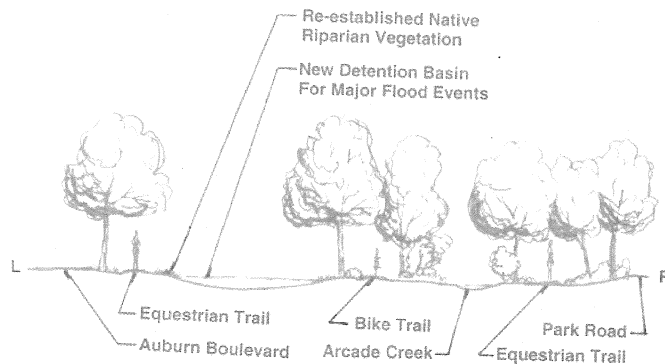 Re-established Native
Riparian Vegetation
New Detention Basin
For Major Flood Events
L
R
Equestrian Trail
Bike Trail
Park Road
Auburn Boulevard
Arcade Creek
Equestrian Trail